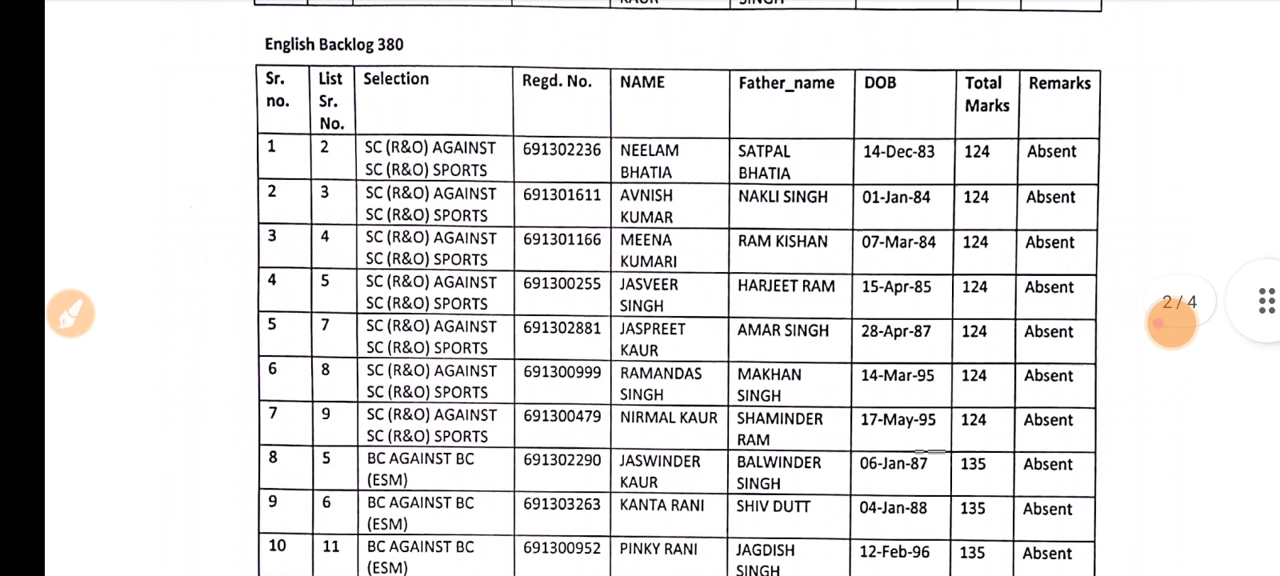 KAUR SINGH
English Backlog 380
Sr. no. List Sr. No. Selection Regd. No. NAME Father_name DOB Total Marks Remarks
1 2 SC (R&O) AGAINST SC (R&O) SPORTS 691302236 NEELAM BHATIA SATPAL BHATIA 14-Dec-83 124 Absent
2 3 SC (R&O) AGAINST SC (R&O) SPORTS 691301611 AVNISH KUMAR NAKLI SINGH 01-Jan-84 124 Absent
3 4 SC (R&O) AGAINST SC (R&O) SPORTS 691301166 MEENA KUMARI RAM KISHAN 07-Mar-84 124 Absent
4 5 SC (R&O) AGAINST SC (R&O) SPORTS 691300255 JASVEER SINGH HARJEET RAM 15-Apr-85 124 Absent
5 7 SC (R&O) AGAINST SC (R&O) SPORTS 691302881 JASPREET KAUR AMAR SINGH 28-Apr-87 124 Absent
6 8 SC (R&O) AGAINST SC (R&O) SPORTS 691300999 RAMANDAS SINGH MAKHAN SINGH 14-Mar-95 124 Absent
7 9 SC (R&O) AGAINST SC (R&O) SPORTS 691300479 NIRMAL KAUR SHAMINDER RAM 17-May-95 124 Absent
8 5 BC AGAINST BC (ESM) 691302290 JASWINDER KAUR BALWINDER SINGH 06-Jan-87 135 Absent
9 6 BC AGAINST BC (ESM) 691303263 KANTA RANI SHIV DUTT 04-Jan-88 135 Absent
10 11 BC AGAINST BC (ESM) 691300952 PINKY RANI JAGDISH SINGH 12-Feb-96 135 Absent
2 / 4